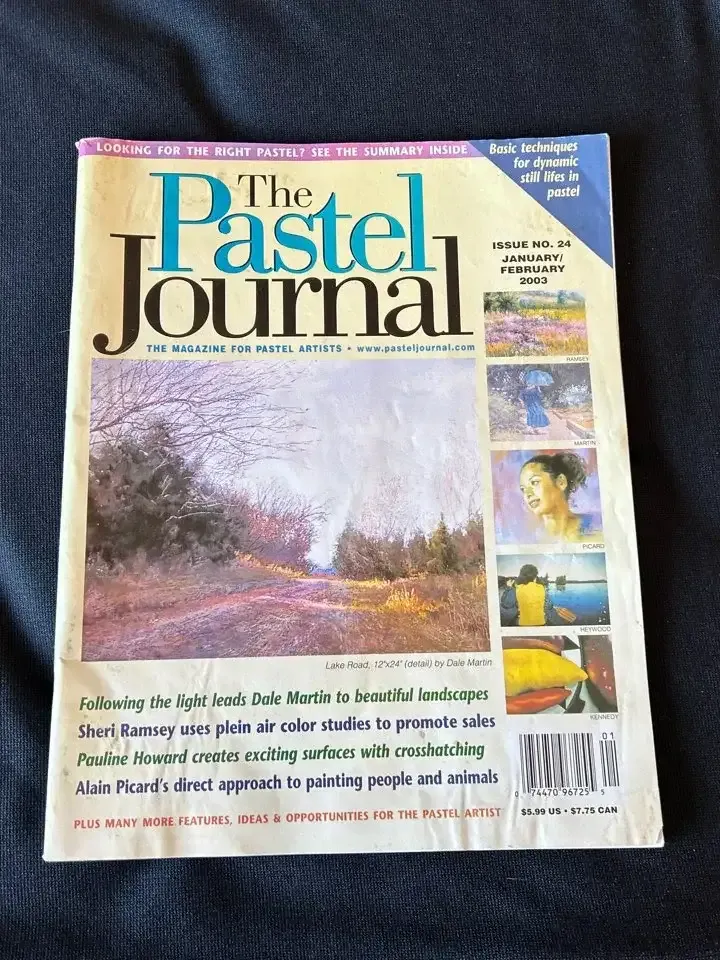 LOOKING FOR THE RIGHT PASTEL? SEE THE SUMMARY INSIDE
Basic techniques
for dynamic
still lifes in
pastel
The
Pastel
Journal
THE MAGAZINE FOR PASTEL ARTISTS • www.pasteljournal.com
ISSUE NO. 24
JANUARY/
FEBRUARY
2003
RAMSEY
MARTIN
PICARD
HEYWOOD
KENNEDY
Lake Road, 12"x24" (detail) by Dale Martin
Following the light leads Dale Martin to beautiful landscapes
Sheri Ramsey uses plein air color studies to promote sales
Pauline Howard creates exciting surfaces with crosshatching
Alain Picard's direct approach to painting people and animals
PLUS MANY MORE FEATURES, IDEAS & OPPORTUNITIES FOR THE PASTEL ARTIST
01
0 74470 96725 5
$5.99 US • $7.75 CAN